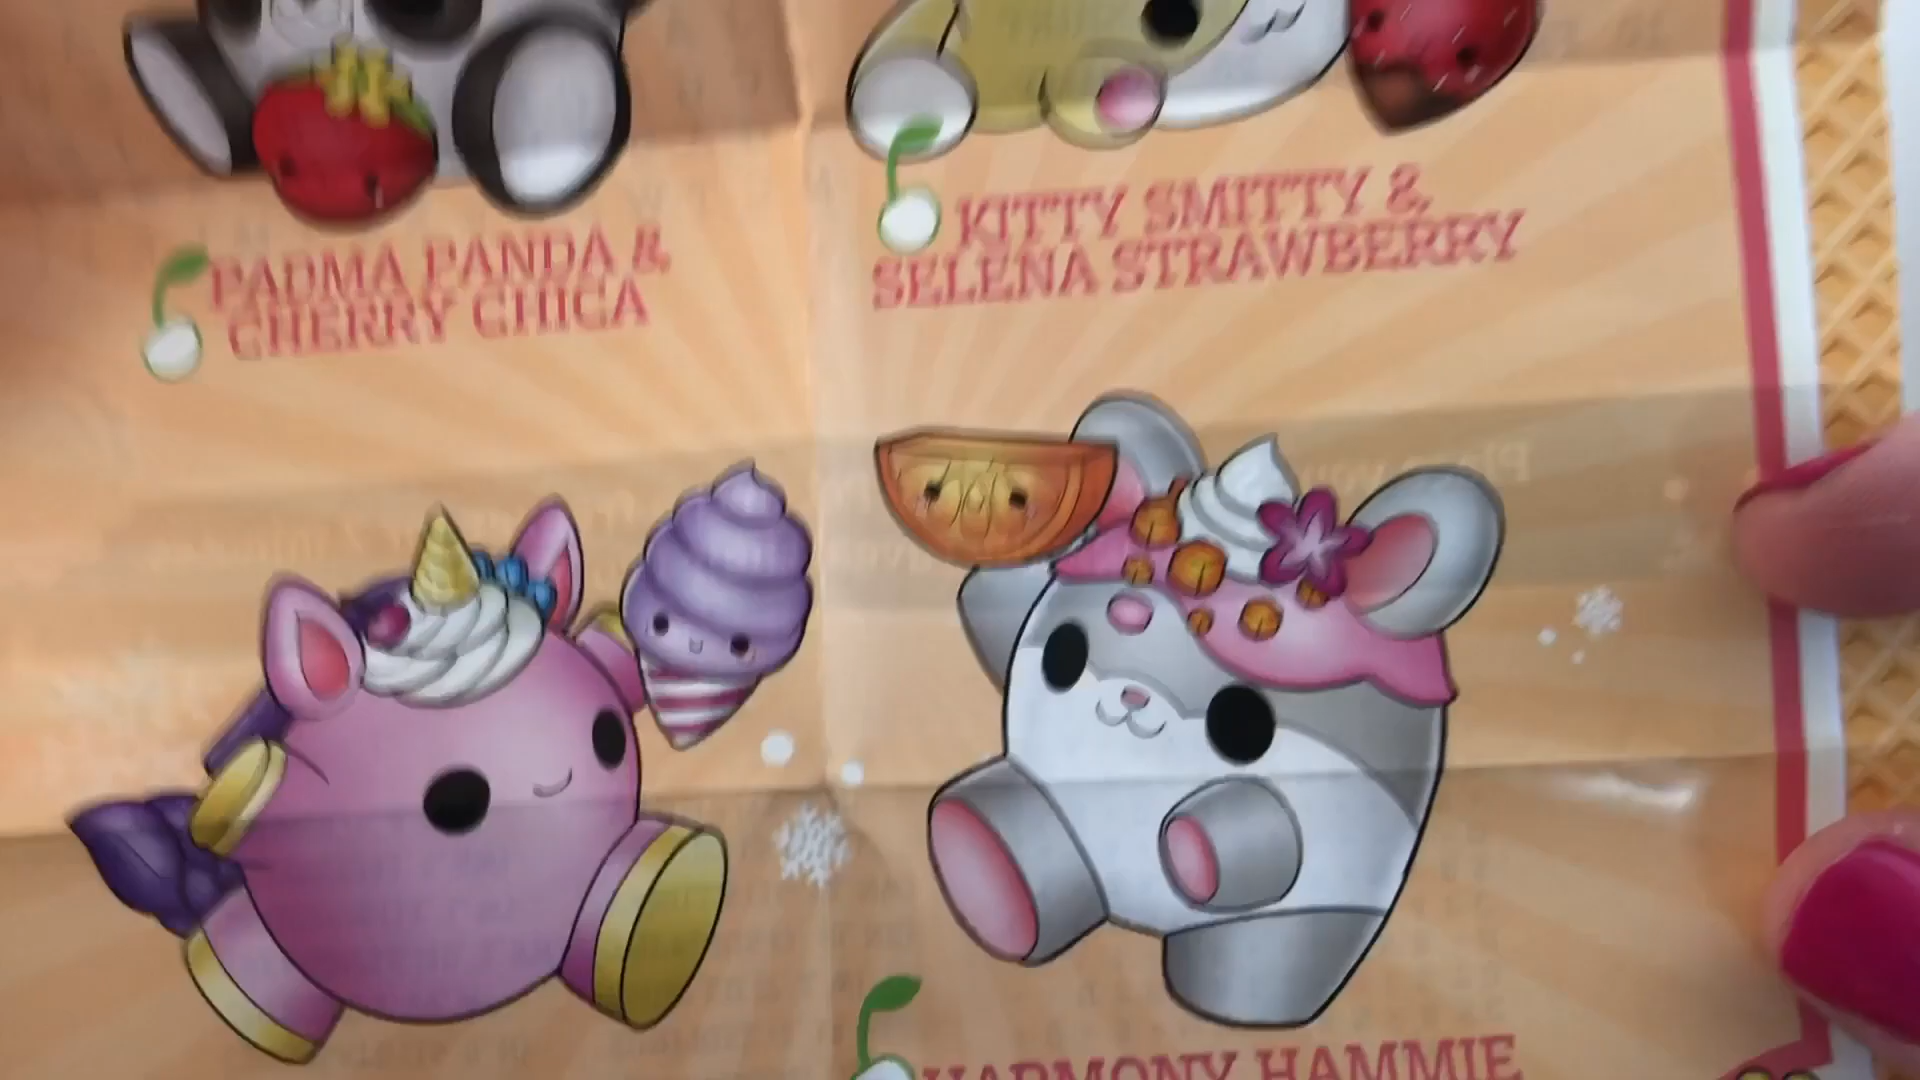 PADMA PANDA &
CHERRY CHICA
KITTY SMITTY &
SELENA STRAWBERRY
HARMONY HAMMIE